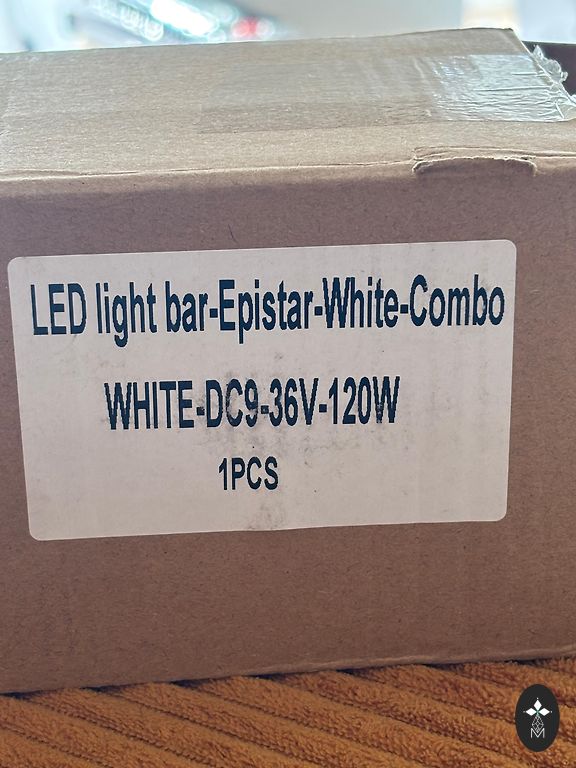 LED light bar-Epistar-White-Combo
WHITE-DC9-36V-120W
1PCS